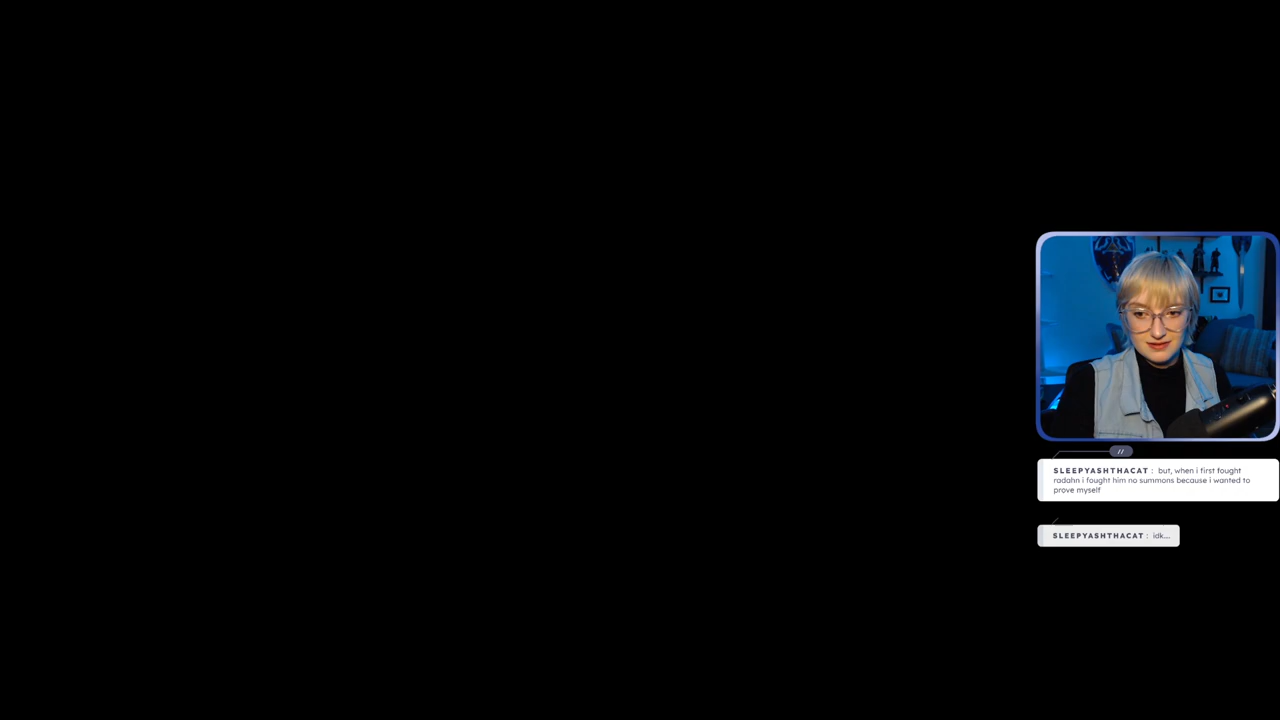 //
SLEEPYASHTHACAT : but, when i first fought
radahn i fought him no summons because i wanted to
prove myself
SLEEPYASHTHACAT : idk...